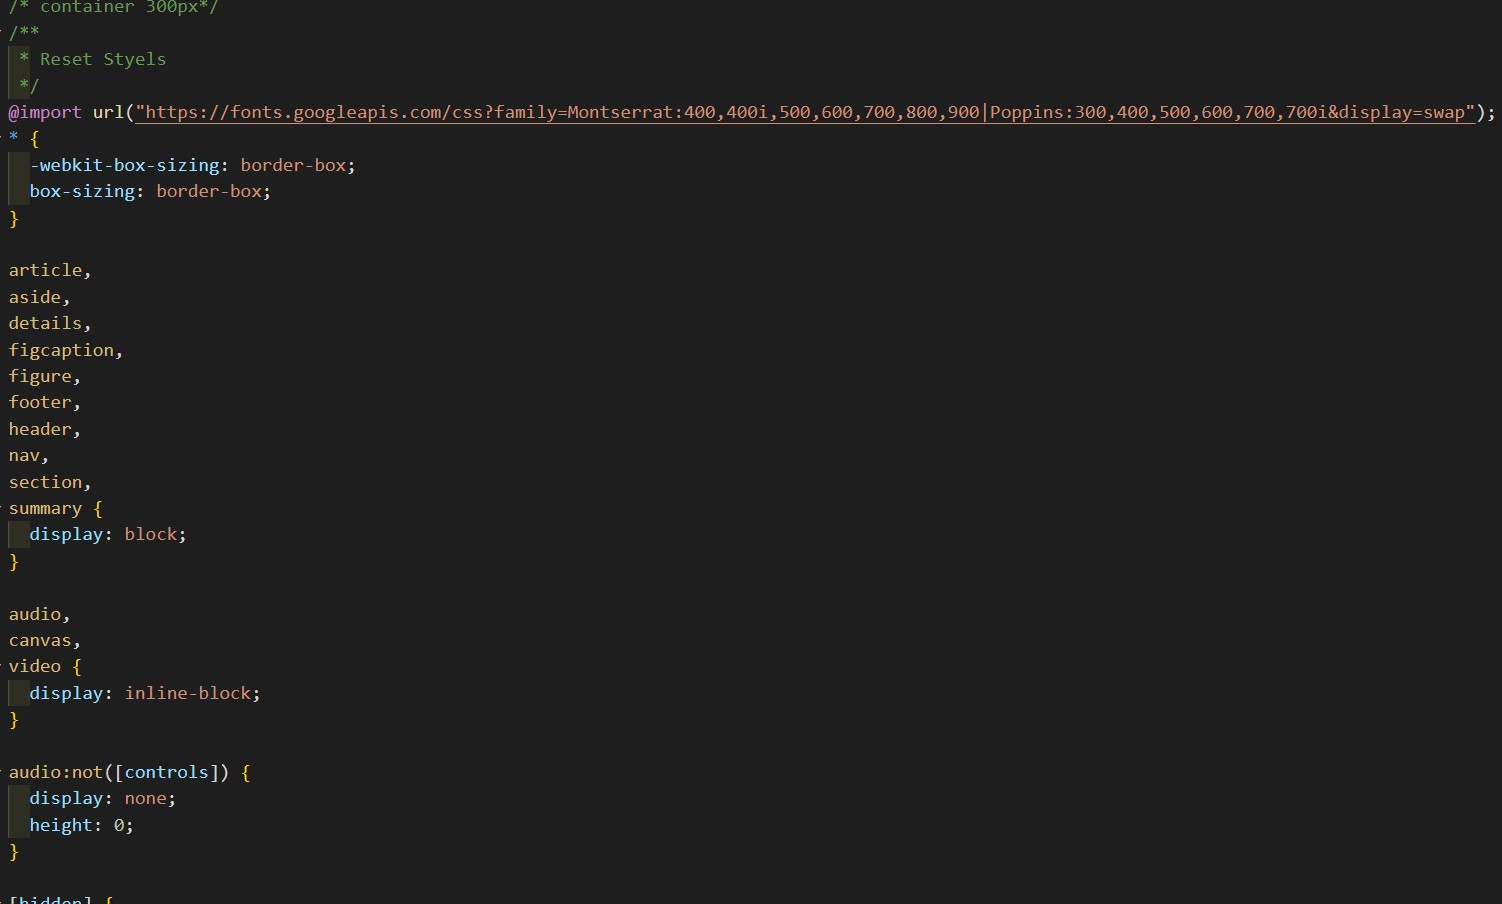 /* container 300px*/
/**
 * Reset Styels
 */
@import url("https://fonts.googleapis.com/css?family=Montserrat:400,400i,500,600,700,800,900|Poppins:300,400,500,600,700,700i&display=swap");
* {
  -webkit-box-sizing: border-box;
  box-sizing: border-box;
}
article,
aside,
details,
figcaption,
figure,
footer,
header,
nav,
section,
summary {
  display: block;
}
audio,
canvas,
video {
  display: inline-block;
}
audio:not([controls]) {
  display: none;
  height: 0;
}
[hidden] {